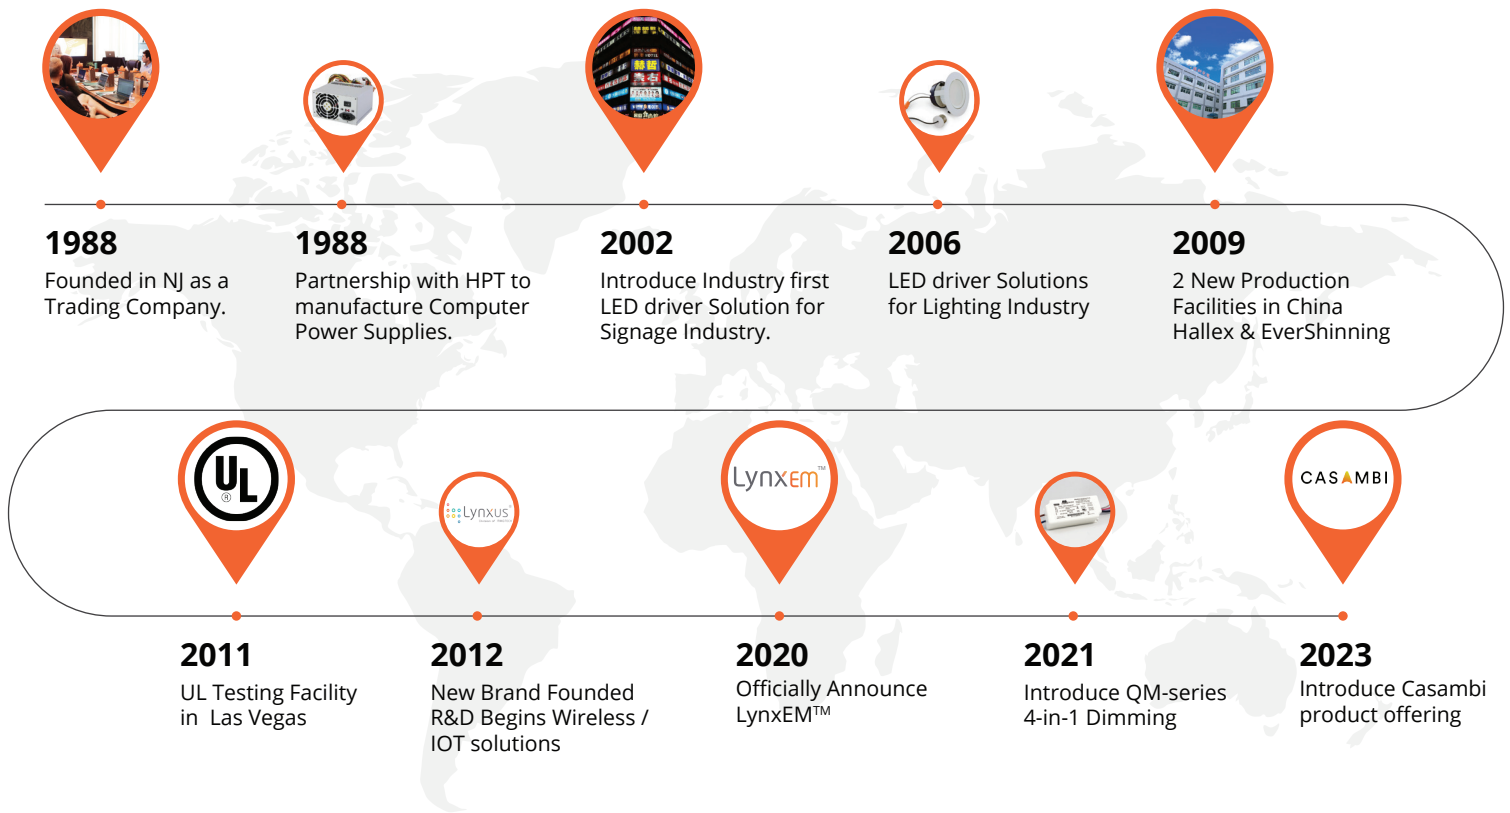 1988
Founded in NJ as a
Trading Company.
1988
Partnership with HPT to
manufacture Computer
Power Supplies.
2002
Introduce Industry first
LED driver Solution for
Signage Industry.
2006
LED driver Solutions
for Lighting Industry
2009
2 New Production
Facilities in China
Hallex & EverShinning
UL
®
Lynxus
LynxEM™
CASAMBI
2011
UL Testing Facility
in Las Vegas
2012
New Brand Founded
R&D Begins Wireless /
IOT solutions
2020
Officially Announce
LynxEM™
2021
Introduce QM-series
4-in-1 Dimming
2023
Introduce Casambi
product offering